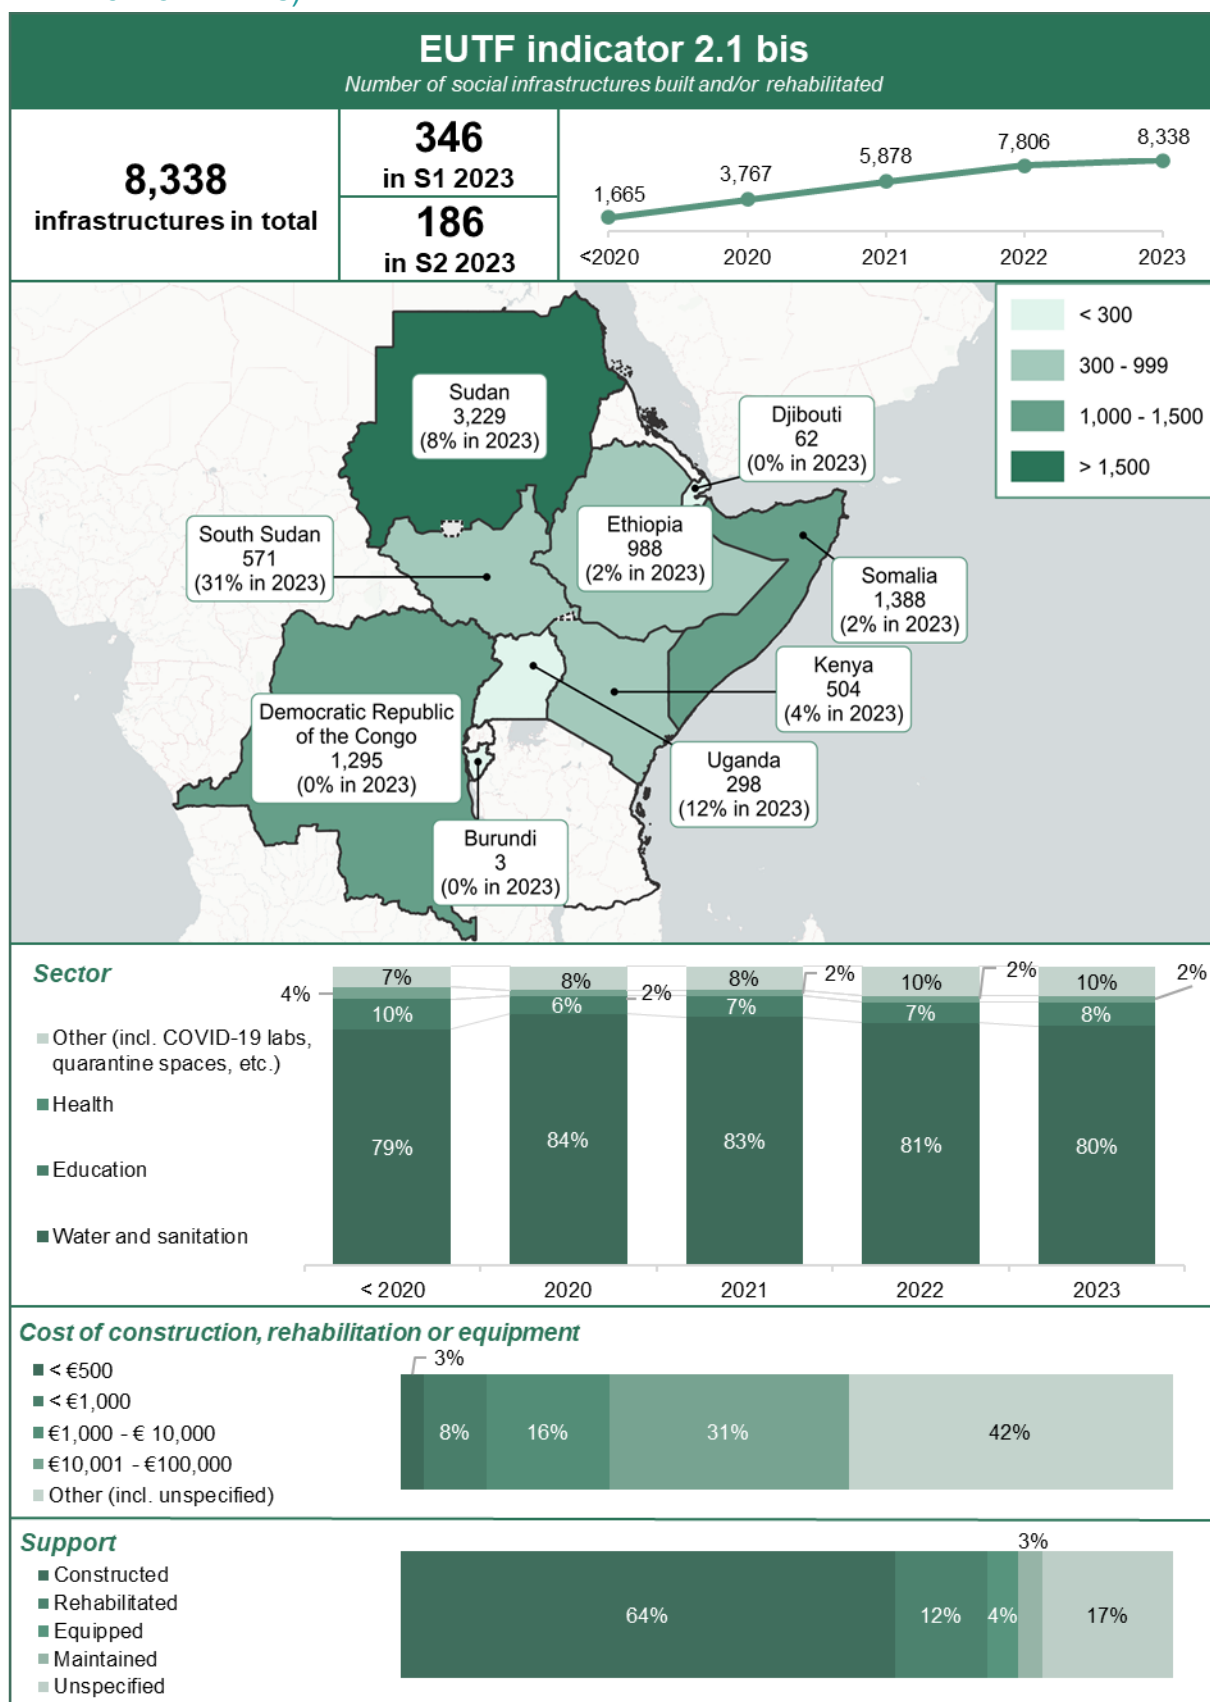 EUTF indicator 2.1 bis
Number of social infrastructures built and/or rehabilitated
8,338
infrastructures in total
346
in S1 2023
186
in S2 2023
1,665
3,767
5,878
7,806
8,338
<2020
2020
2021
2022
2023
< 300
300 - 999
1,000 - 1,500
> 1,500
Sudan
3,229
(8% in 2023)
Djibouti
62
(0% in 2023)
South Sudan
571
(31% in 2023)
Ethiopia
988
(2% in 2023)
Somalia
1,388
(2% in 2023)
Kenya
504
(4% in 2023)
Democratic Republic
of the Congo
1,295
(0% in 2023)
Uganda
298
(12% in 2023)
Burundi
3
(0% in 2023)
Sector
Other (incl. COVID-19 labs,
quarantine spaces, etc.)
Health
Education
Water and sanitation
7%
4%
10%
79%
8%
2%
6%
84%
8%
2%
7%
83%
10%
2%
7%
81%
10%
2%
8%
80%
< 2020
2020
2021
2022
2023
Cost of construction, rehabilitation or equipment
< €500
< €1,000
€1,000 - € 10,000
€10,001 - €100,000
Other (incl. unspecified)
3%
8%
16%
31%
42%
Support
Constructed
Rehabilitated
Equipped
Maintained
Unspecified
64%
12%
4%
3%
17%